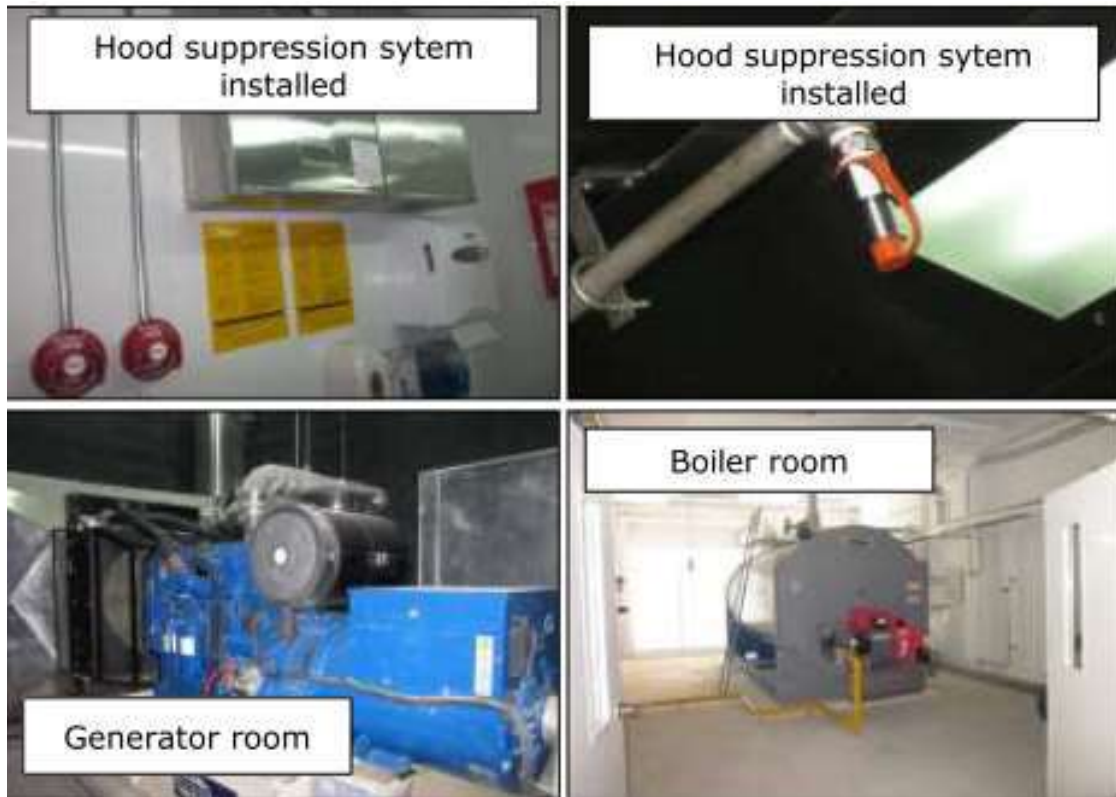 Hood suppression sytem
installed
Hood suppression sytem
installed
Generator room
Boiler room